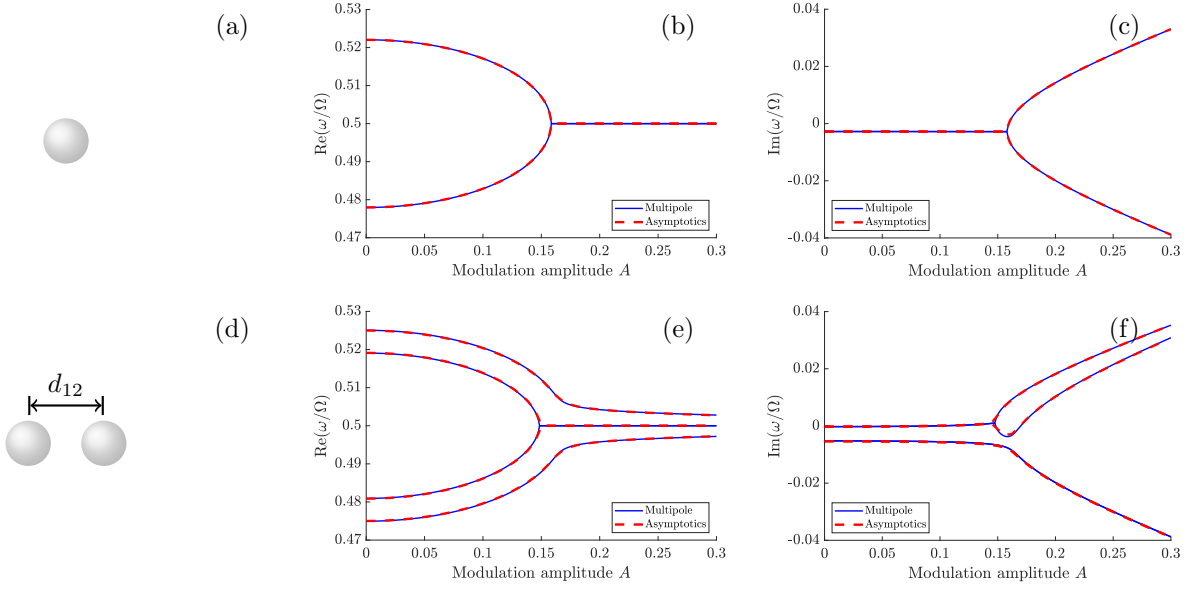 (a)
(b)
(c)
0.53
0.52
0.51
0.5
0.49
0.48
0.47
Re(ω/Ω)
0
0.05
0.1
0.15
0.2
0.25
0.3
Modulation amplitude A
Multipole
Asymptotics
0.04
0.02
0
-0.02
-0.04
Im(ω/Ω)
0
0.05
0.1
0.15
0.2
0.25
0.3
Modulation amplitude A
Multipole
Asymptotics
(d)
d₁₂
(e)
(f)
0.53
0.52
0.51
0.5
0.49
0.48
0.47
Re(ω/Ω)
0
0.05
0.1
0.15
0.2
0.25
0.3
Modulation amplitude A
Multipole
Asymptotics
0.04
0.02
0
-0.02
-0.04
Im(ω/Ω)
0
0.05
0.1
0.15
0.2
0.25
0.3
Modulation amplitude A
Multipole
Asymptotics